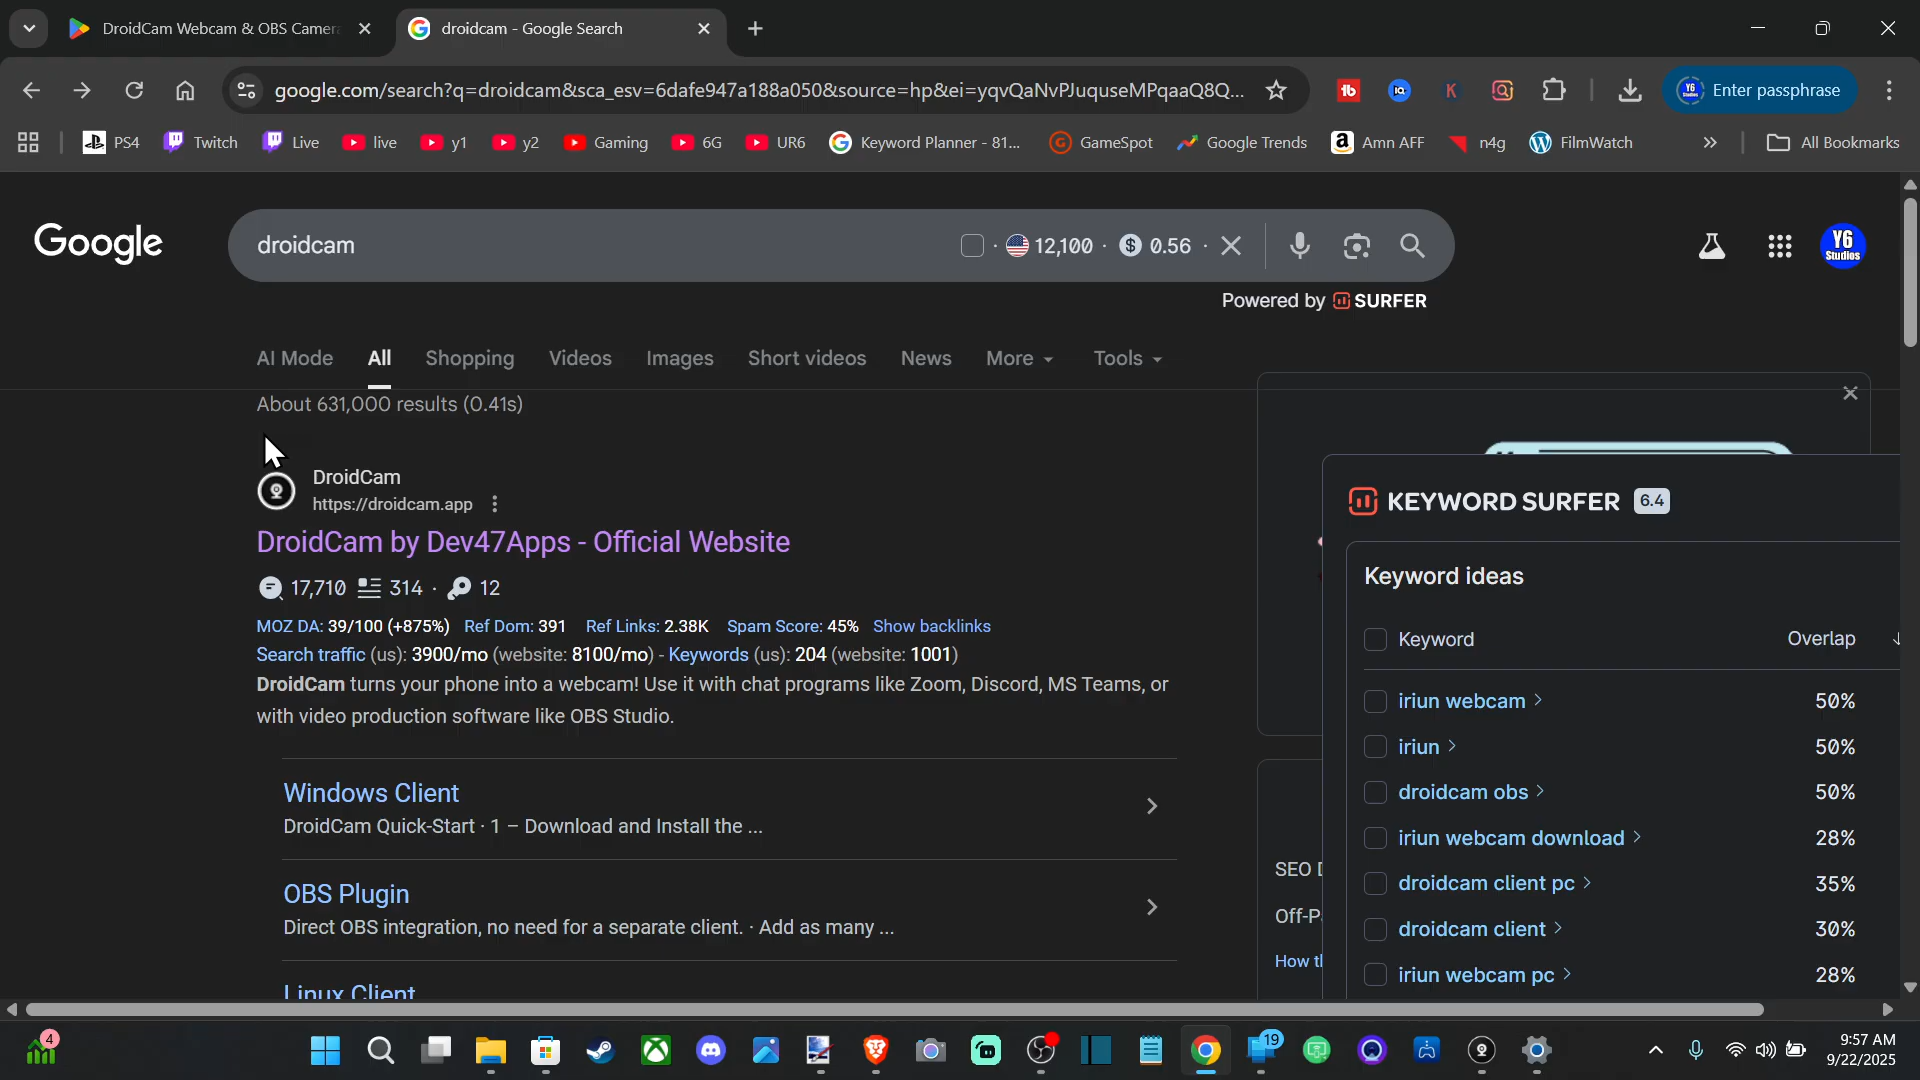 DroidCam Webcam & OBS Camer
droidcam - Google Search
google.com/search?q=droidcam&sca_esv=6dafe947a188a050&source=hp&ei=yqvQaNvPJuquseMPqaaQ8Q...
Enter passphrase
PS4
Twitch
Live
live
y1
y2
Gaming
6G
UR6
Keyword Planner - 81...
GameSpot
Google Trends
Amn AFF
n4g
FilmWatch
All Bookmarks
Google
droidcam
12,100 · $ 0.56 ·
Y6 Studios
Powered by SURFER
AI Mode
All
Shopping
Videos
Images
Short videos
News
More
Tools
About 631,000 results (0.41s)
DroidCam
https://droidcam.app
DroidCam by Dev47Apps - Official Website
17,710 314 · 12
MOZ DA: 39/100 (+875%) Ref Dom: 391 Ref Links: 2.38K Spam Score: 45% Show backlinks
Search traffic (us): 3900/mo (website: 8100/mo) - Keywords (us): 204 (website: 1001)
DroidCam turns your phone into a webcam! Use it with chat programs like Zoom, Discord, MS Teams, or
with video production software like OBS Studio.
Windows Client
DroidCam Quick-Start · 1 – Download and Install the ...
OBS Plugin
Direct OBS integration, no need for a separate client. · Add as many ...
Linux Client
SEO D
Off-P
How t
KEYWORD SURFER 6.4
Keyword ideas
Keyword Overlap
iriun webcam 50%
iriun 50%
droidcam obs 50%
iriun webcam download 28%
droidcam client pc 35%
droidcam client 30%
iriun webcam pc 28%
4
19
9:57 AM
9/22/2025